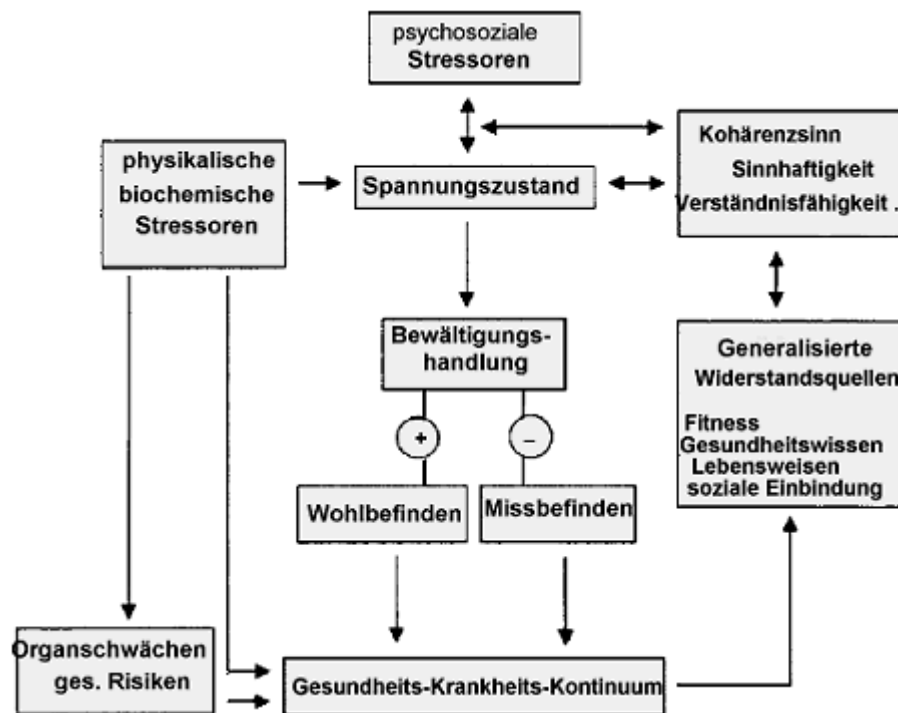 psychosoziale
Stressoren
Kohärenzsinn
Sinnhaftigkeit
Verständnisfähigkeit .
physikalische
biochemische
Stressoren
Spannungszustand
Bewältigungs-
handlung
Generalisierte
Widerstandsquellen
Fitness
Gesundheitswissen
Lebensweisen
soziale Einbindung
+
–
Wohlbefinden
Missbefinden
Organschwächen
ges. Risiken
Gesundheits-Krankheits-Kontinuum